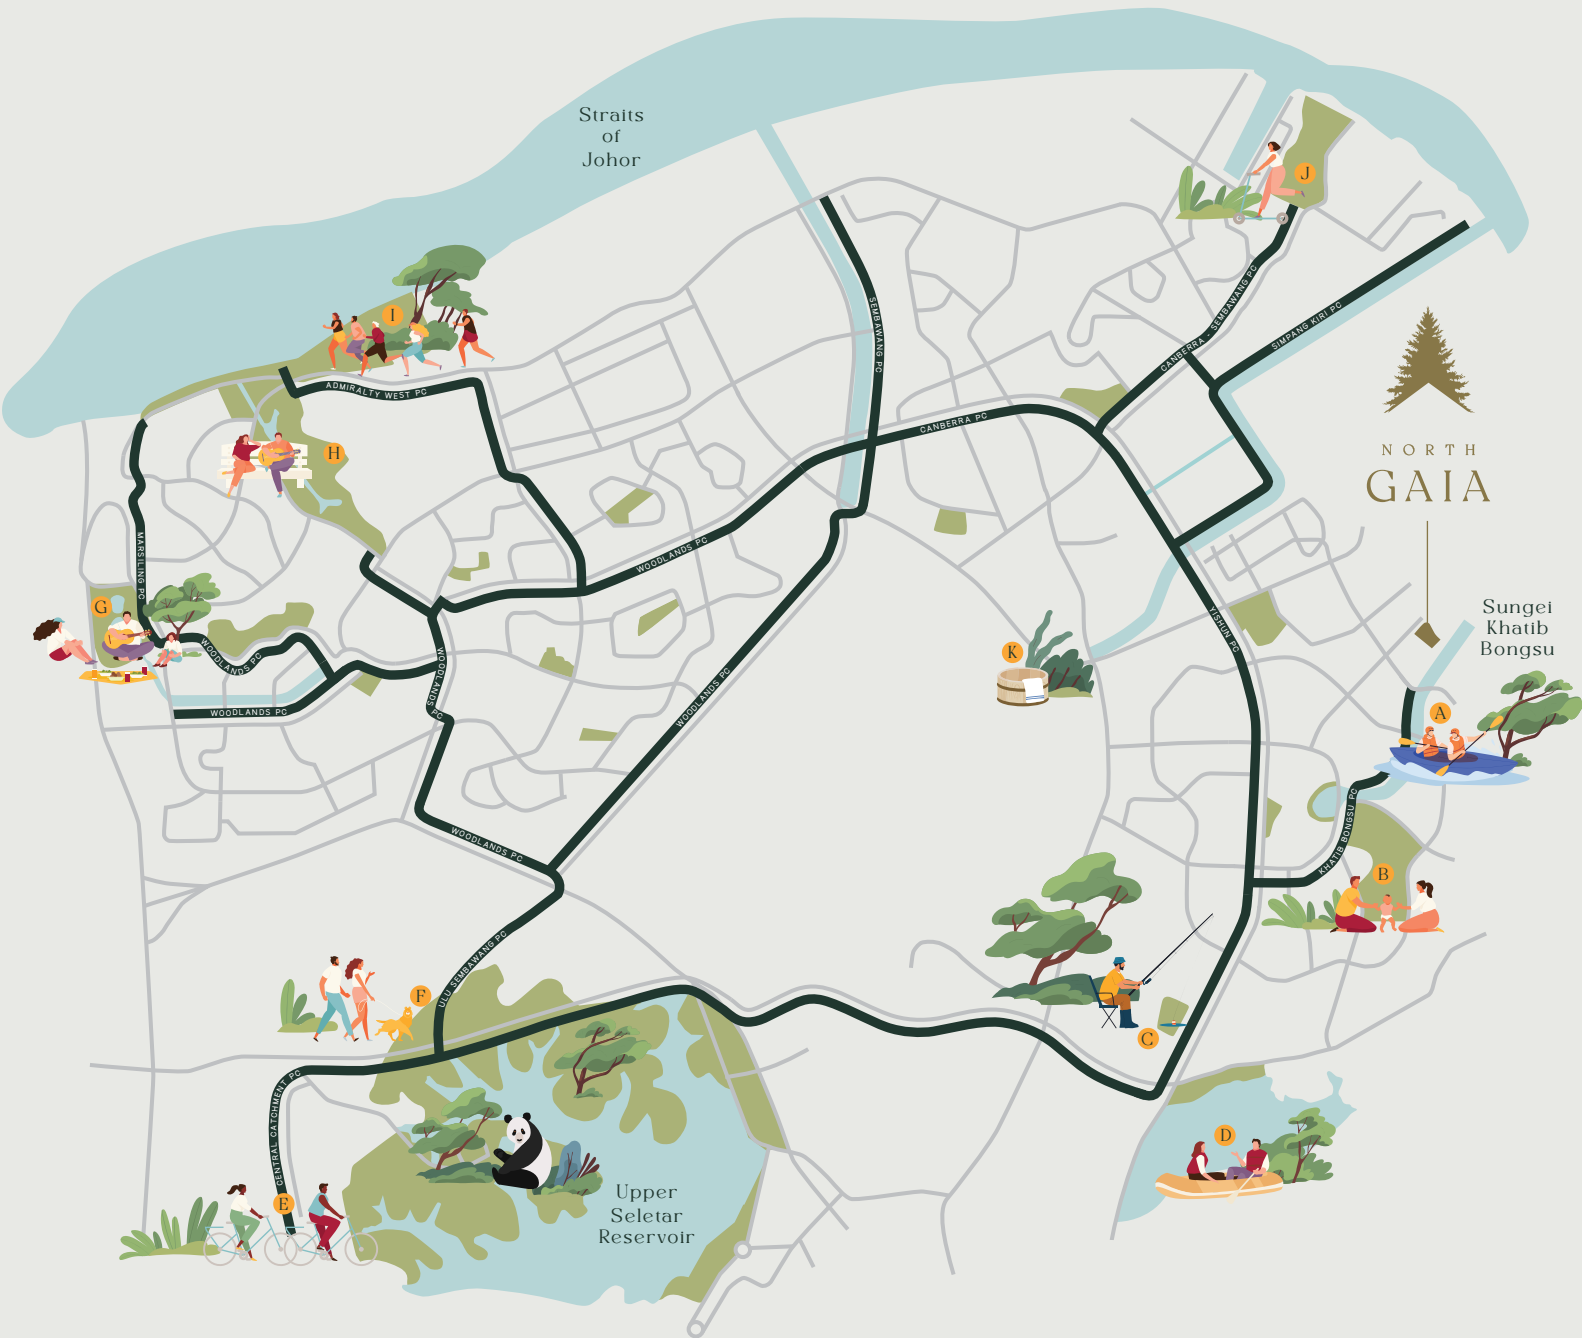 Straits
of
Johor
J
CANBERRA - SEMBAWANG PC
SIMPANG KIRI PC
SEMBAWANG PC
I
ADMIRALTY WEST PC
CANBERRA PC
H
NORTH
GAIA
MARSILING PC
WOODLANDS PC
G
WOODLANDS PC
WOODLANDS PC
WOODLANDS PC
WOODLANDS PC
K
YISHUN PC
Sungei
Khatib
Bongsu
A
KHATIB BONGSU PC
B
WOODLANDS PC
ULU SEMBAWANG PC
F
C
CENTRAL CATCHMENT PC
E
D
Upper
Seletar
Reservoir